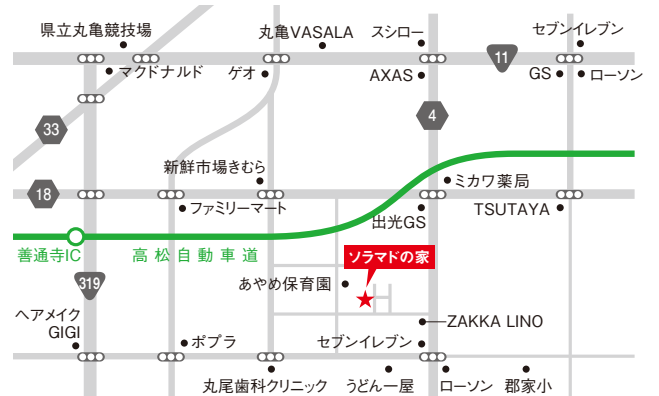 県立丸亀競技場
丸亀VASALA
スシロー
セブンイレブン
マクドナルド
ゲオ
AXAS
11
GS
ローソン
33
4
新鮮市場きむら
ミカワ薬局
18
ファミリーマート
出光GS
TSUTAYA
善通寺IC
高松自動車道
ソラマドの家
319
あやめ保育園
ヘアメイク
GIGI
ポプラ
セブンイレブン
ZAKKA LINO
丸尾歯科クリニック
うどん一屋
ローソン
郡家小